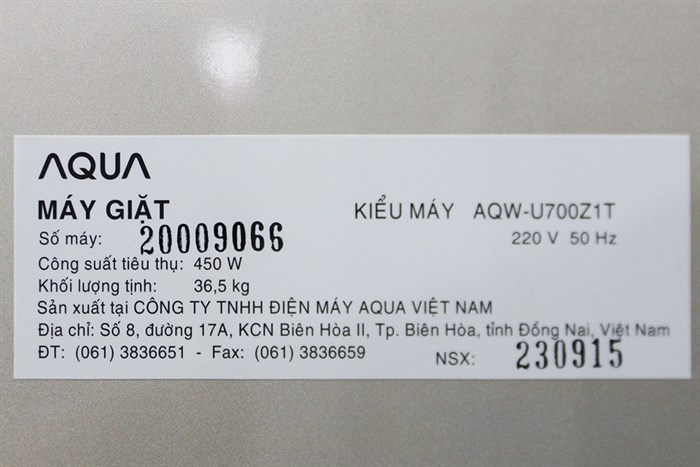 AQUA
MÁY GIẶT KIỂU MÁY AQW-U700Z1T
Số máy: 20009066 220 V 50 Hz
Công suất tiêu thụ: 450 W
Khối lượng tịnh: 36,5 kg
Sản xuất tại CÔNG TY TNHH ĐIỆN MÁY AQUA VIỆT NAM
Địa chỉ: Số 8, đường 17A, KCN Biên Hòa II, Tp. Biên Hòa, tỉnh Đồng Nai, Việt Nam
ĐT: (061) 3836651 - Fax: (061) 3836659 NSX: 230915